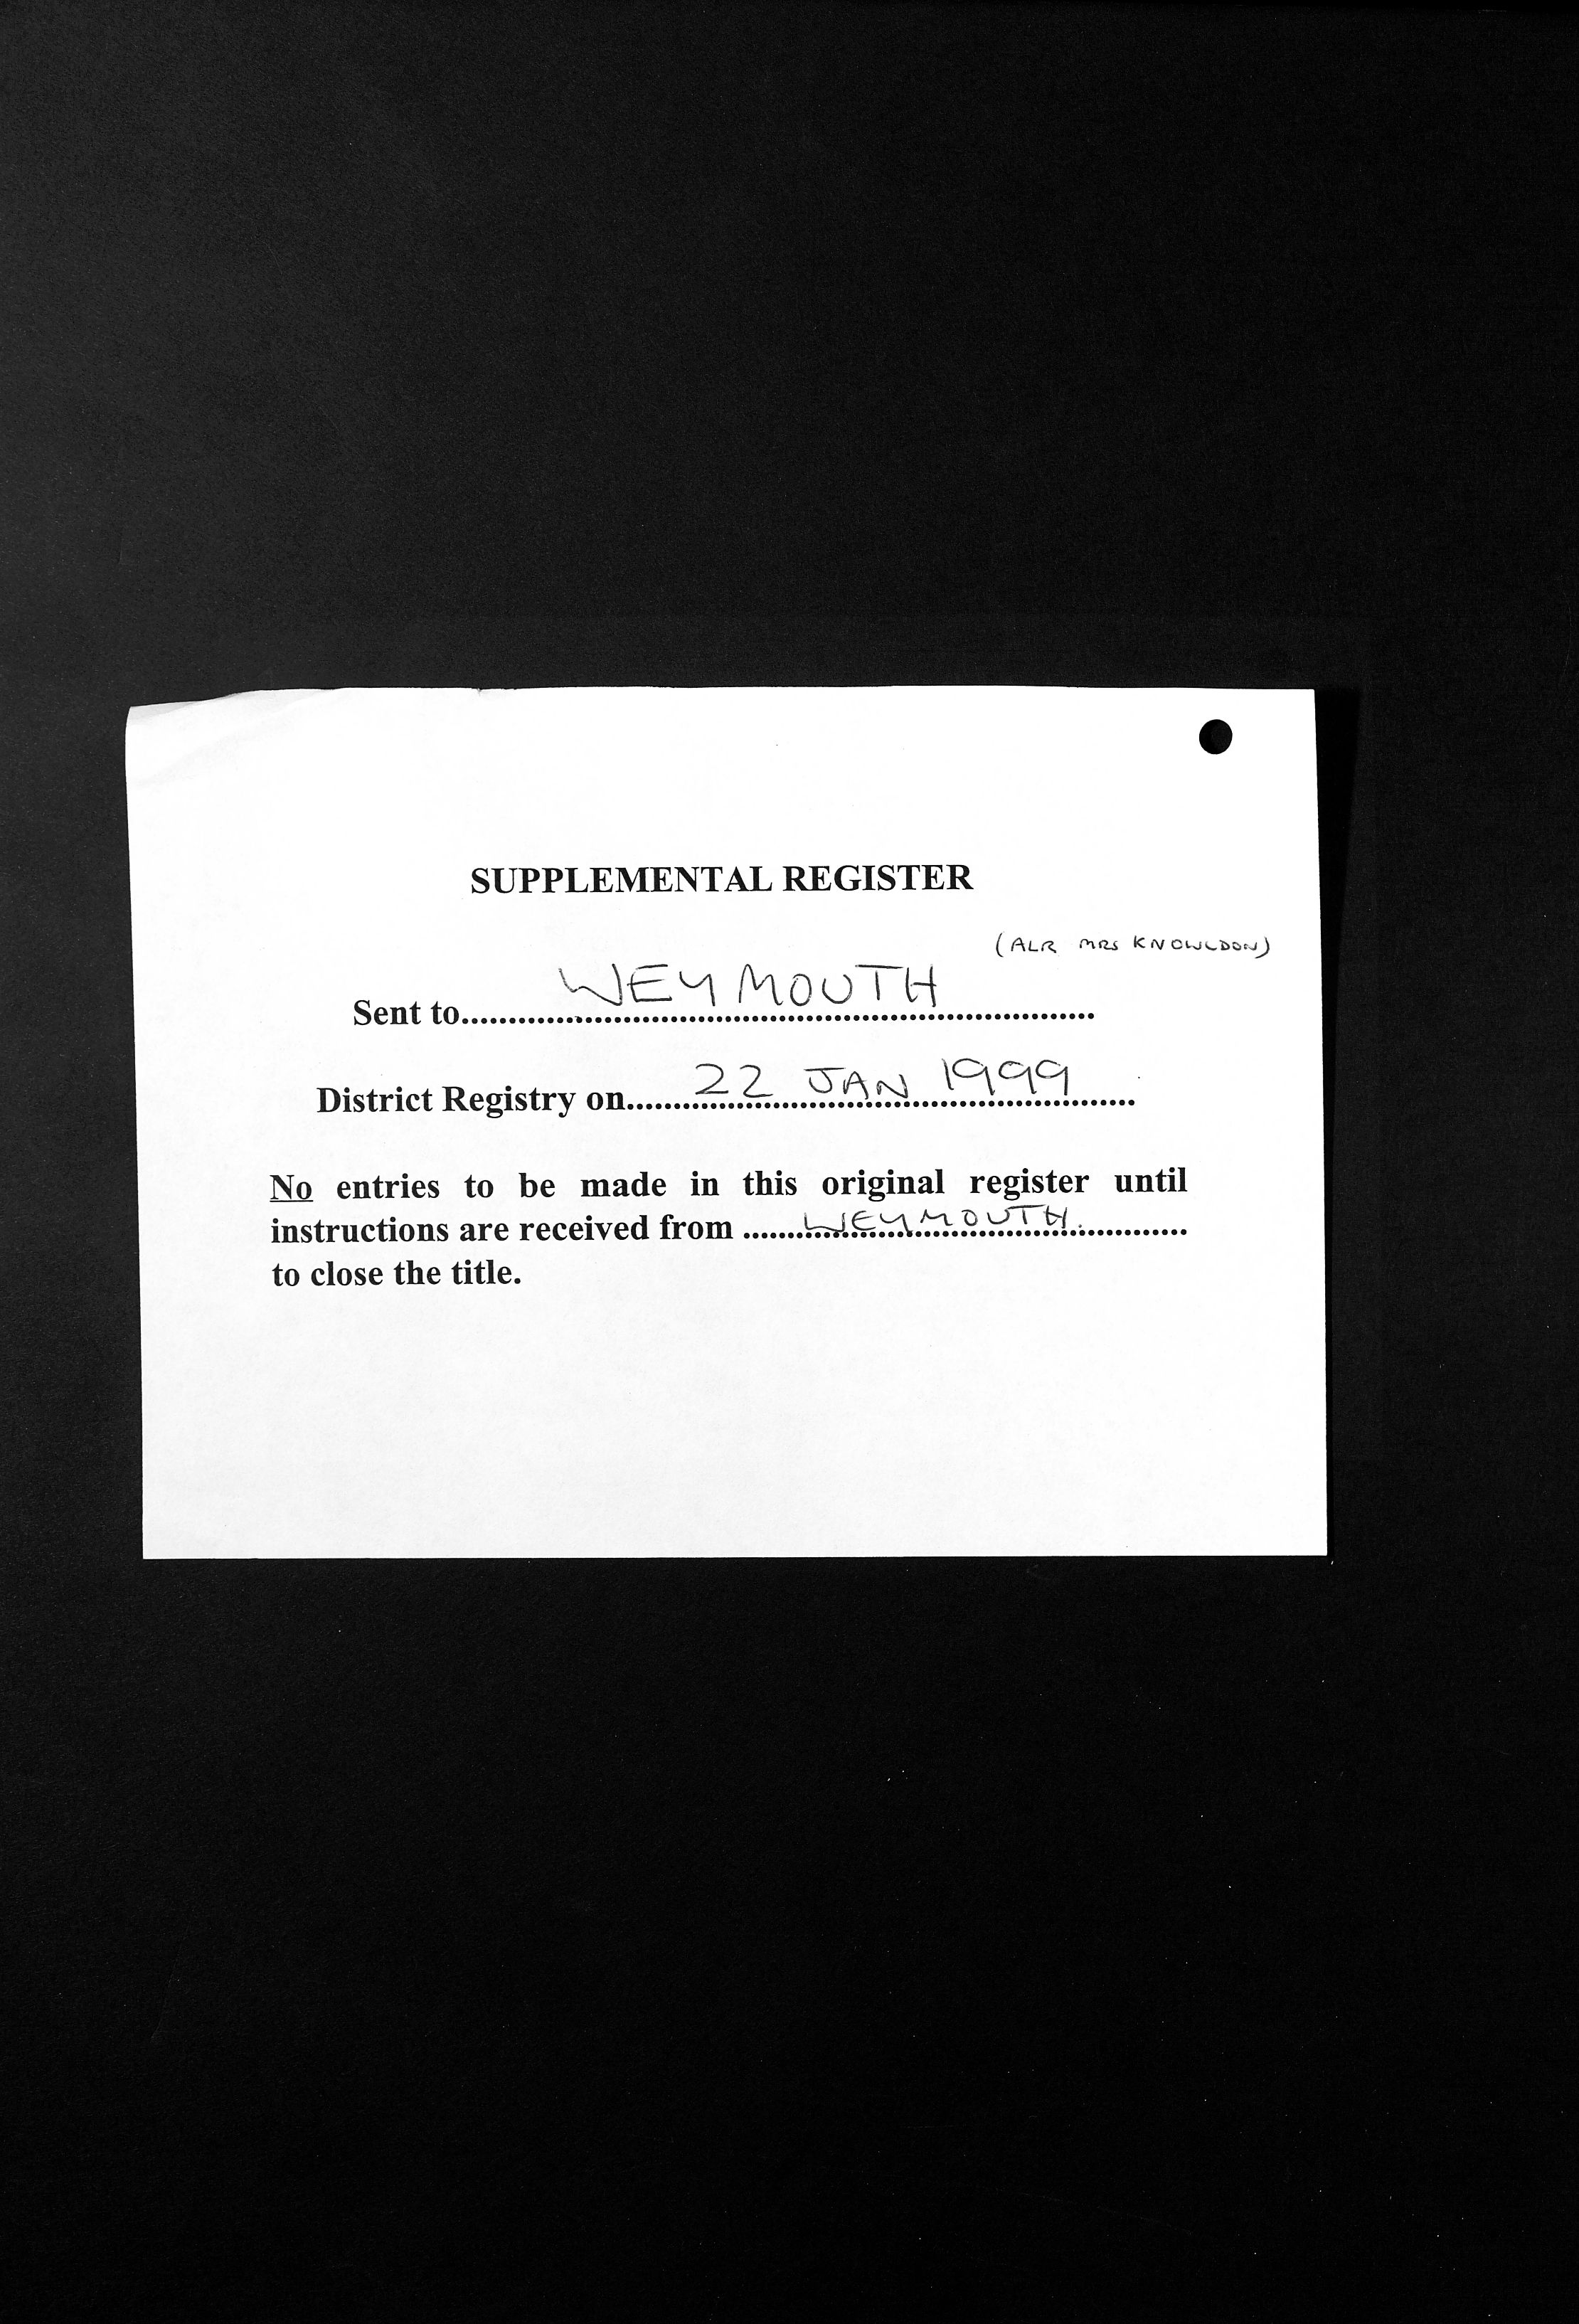 SUPPLEMENTAL REGISTER
(ALR MRS KNOWLDON)
Sent to WEYMOUTH
District Registry on 22 JAN 1999
No entries to be made in this original register until
instructions are received from WEYMOUTH.
to close the title.